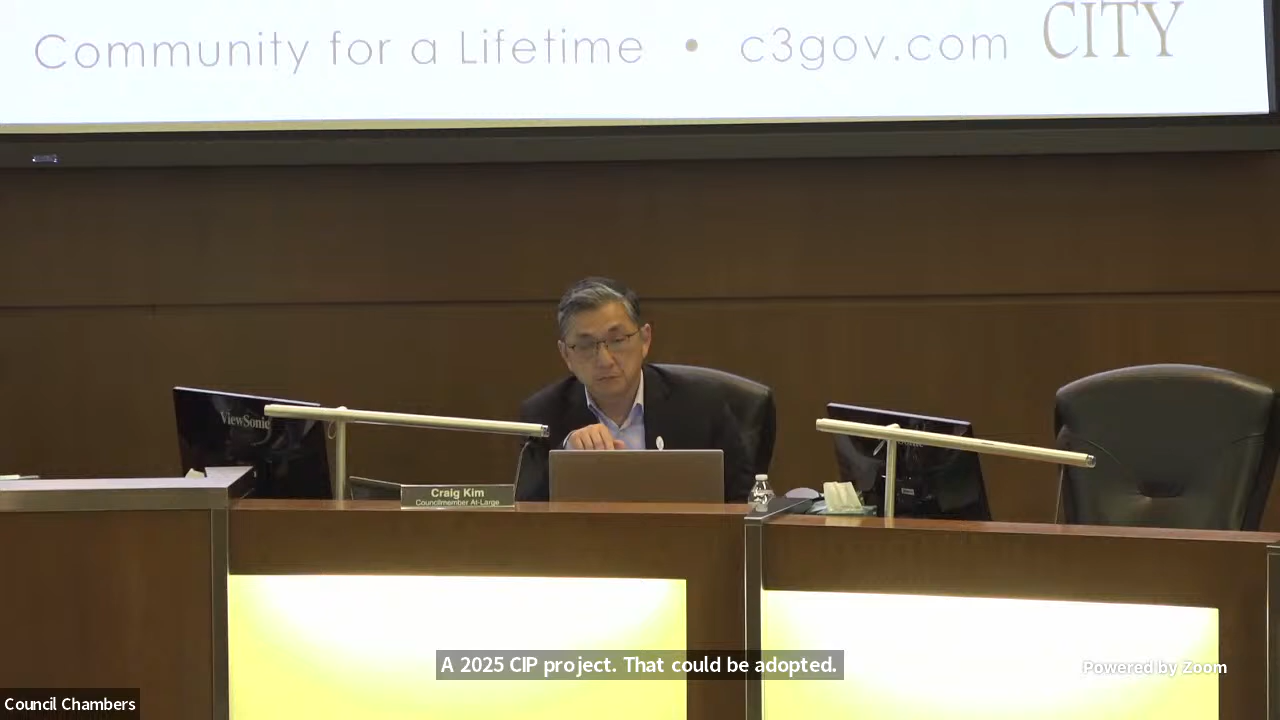 Community for a Lifetime • c3gov.com CITY
ViewSonic
Craig Kim
Councilmember At-Large
A 2025 CIP project. That could be adopted.
Powered by Zoom
Council Chambers